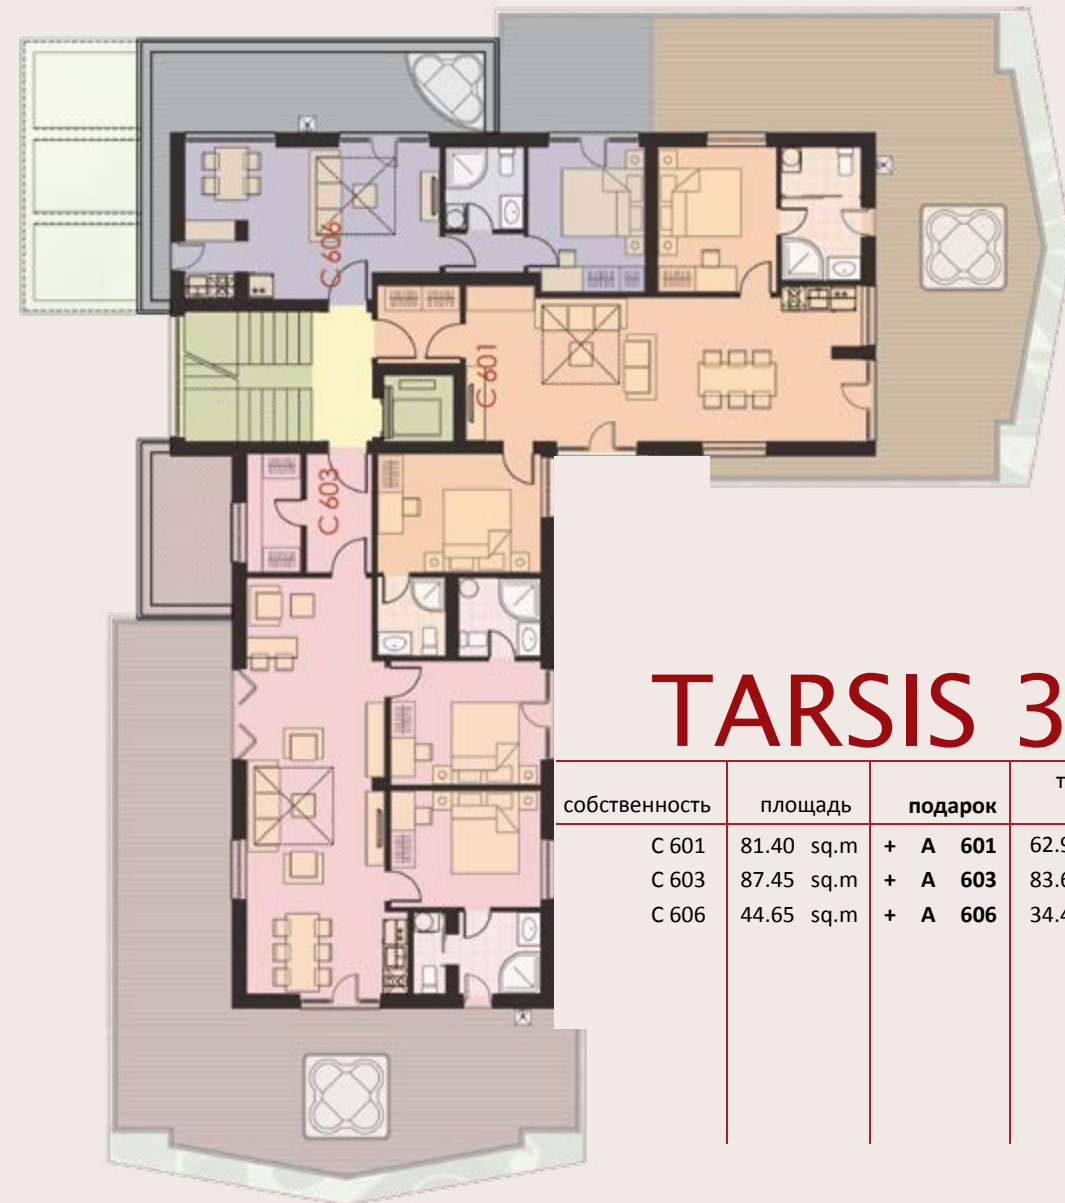 C 606
C 601
C 603
TARSIS 3
собственность площадь подарок
C 601 81.40 sq.m + A 601
C 603 87.45 sq.m + A 603
C 606 44.65 sq.m + A 606